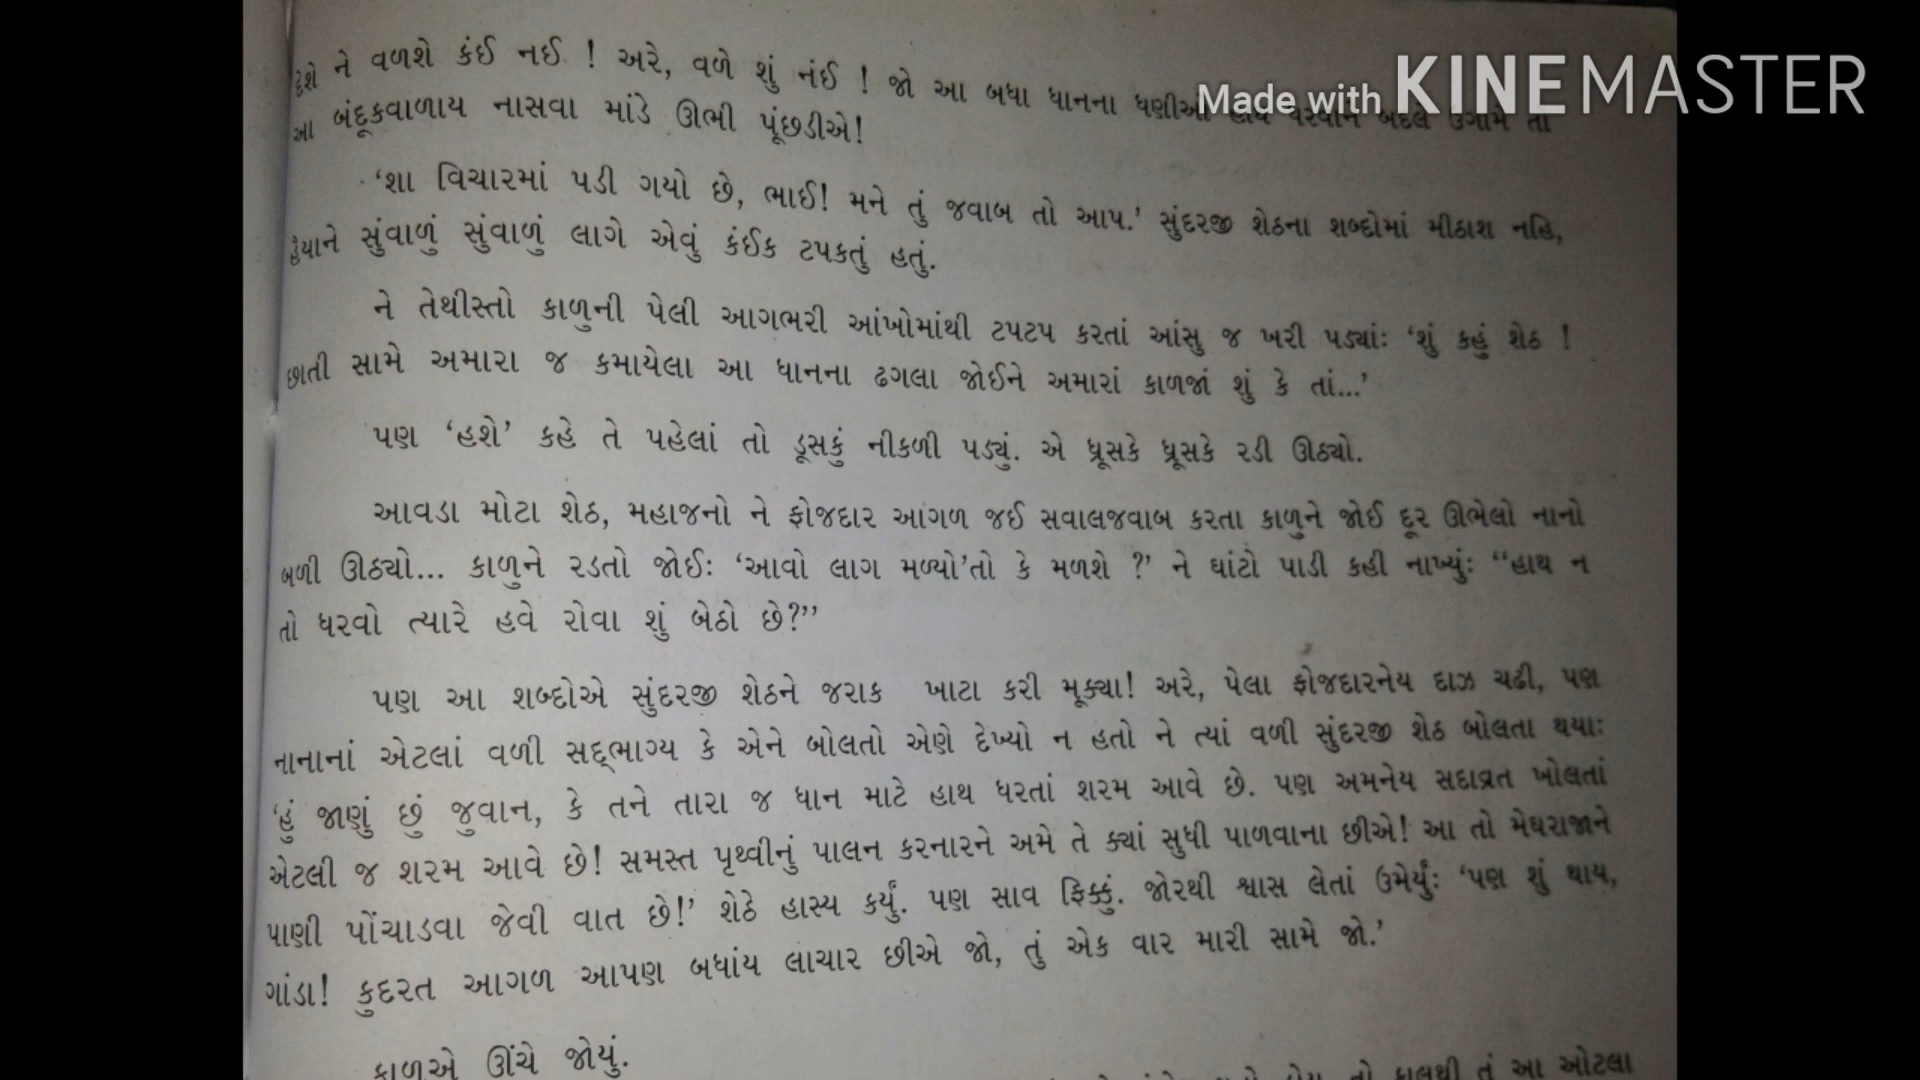 દેશે ને વળશે કંઈ નઈ ! અરે, વળે શું નંઈ ! જો આ બધા ધાનના ધણીઓ
Made with KINEMASTER
આ બંદૂકવાળાય નાસવા માંડે ઊભી પૂંછડીએ!
‘શા વિચારમાં પડી ગયો છે, ભાઈ! મને તું જવાબ તો આપ.’ સુંદરજી શેઠના શબ્દોમાં મીઠાશ નહિ,
હૈયાને સુંવાળું સુંવાળું લાગે એવું કંઈક ટપકતું હતું.
ને તેથીસ્તો કાળુની પેલી આગભરી આંખોમાંથી ટપટપ કરતાં આંસુ જ ખરી પડ્યાંઃ ‘શું કહું શેઠ !
છાતી સામે અમારા જ કમાયેલા આ ધાનના ઢગલા જોઈને અમારાં કાળજાં શું કે તાં...’
પણ ‘હશે’ કહે તે પહેલાં તો ડૂસકું નીકળી પડ્યું. એ ધ્રૂસકે ધ્રૂસકે રડી ઊઠ્યો.
આવડા મોટા શેઠ, મહાજનો ને ફોજદાર આંગળ જઈ સવાલજવાબ કરતા કાળુને જોઈ દૂર ઊભેલો નાનો
બળી ઊઠ્યો... કાળુને રડતો જોઈઃ ‘આવો લાગ મળ્યો’તો કે મળશે ?’ ને ઘાંટો પાડી કહી નાખ્યુંઃ ‘‘હાથ ન
તો ધરવો ત્યારે હવે રોવા શું બેઠો છે?’’
પણ આ શબ્દોએ સુંદરજી શેઠને જરાક ખાટા કરી મૂક્યા! અરે, પેલા ફોજદારનેય દાઝ ચઢી, પણ
નાનાનાં એટલાં વળી સદ્ભાગ્ય કે એને બોલતો એણે દેખ્યો ન હતો ને ત્યાં વળી સુંદરજી શેઠ બોલતા થયાઃ
‘હું જાણું છું જુવાન, કે તને તારા જ ધાન માટે હાથ ધરતાં શરમ આવે છે. પણ અમનેય સદાવ્રત ખોલતાં
એટલી જ શરમ આવે છે! સમસ્ત પૃથ્વીનું પાલન કરનારને અમે તે ક્યાં સુધી પાળવાના છીએ! આ તો મેઘરાજાને
પાણી પોંચાડવા જેવી વાત છે!’ શેઠે હાસ્ય કર્યું. પણ સાવ ફિક્કું. જોરથી શ્વાસ લેતાં ઉમેર્યુંઃ ‘પણ શું થાય,
ગાંડા! કુદરત આગળ આપણ બધાંય લાચાર છીએ જો, તું એક વાર મારી સામે જો.’
કાળુએ ઊંચે જોયું.
તો કાલથી તું આ ઓટલા